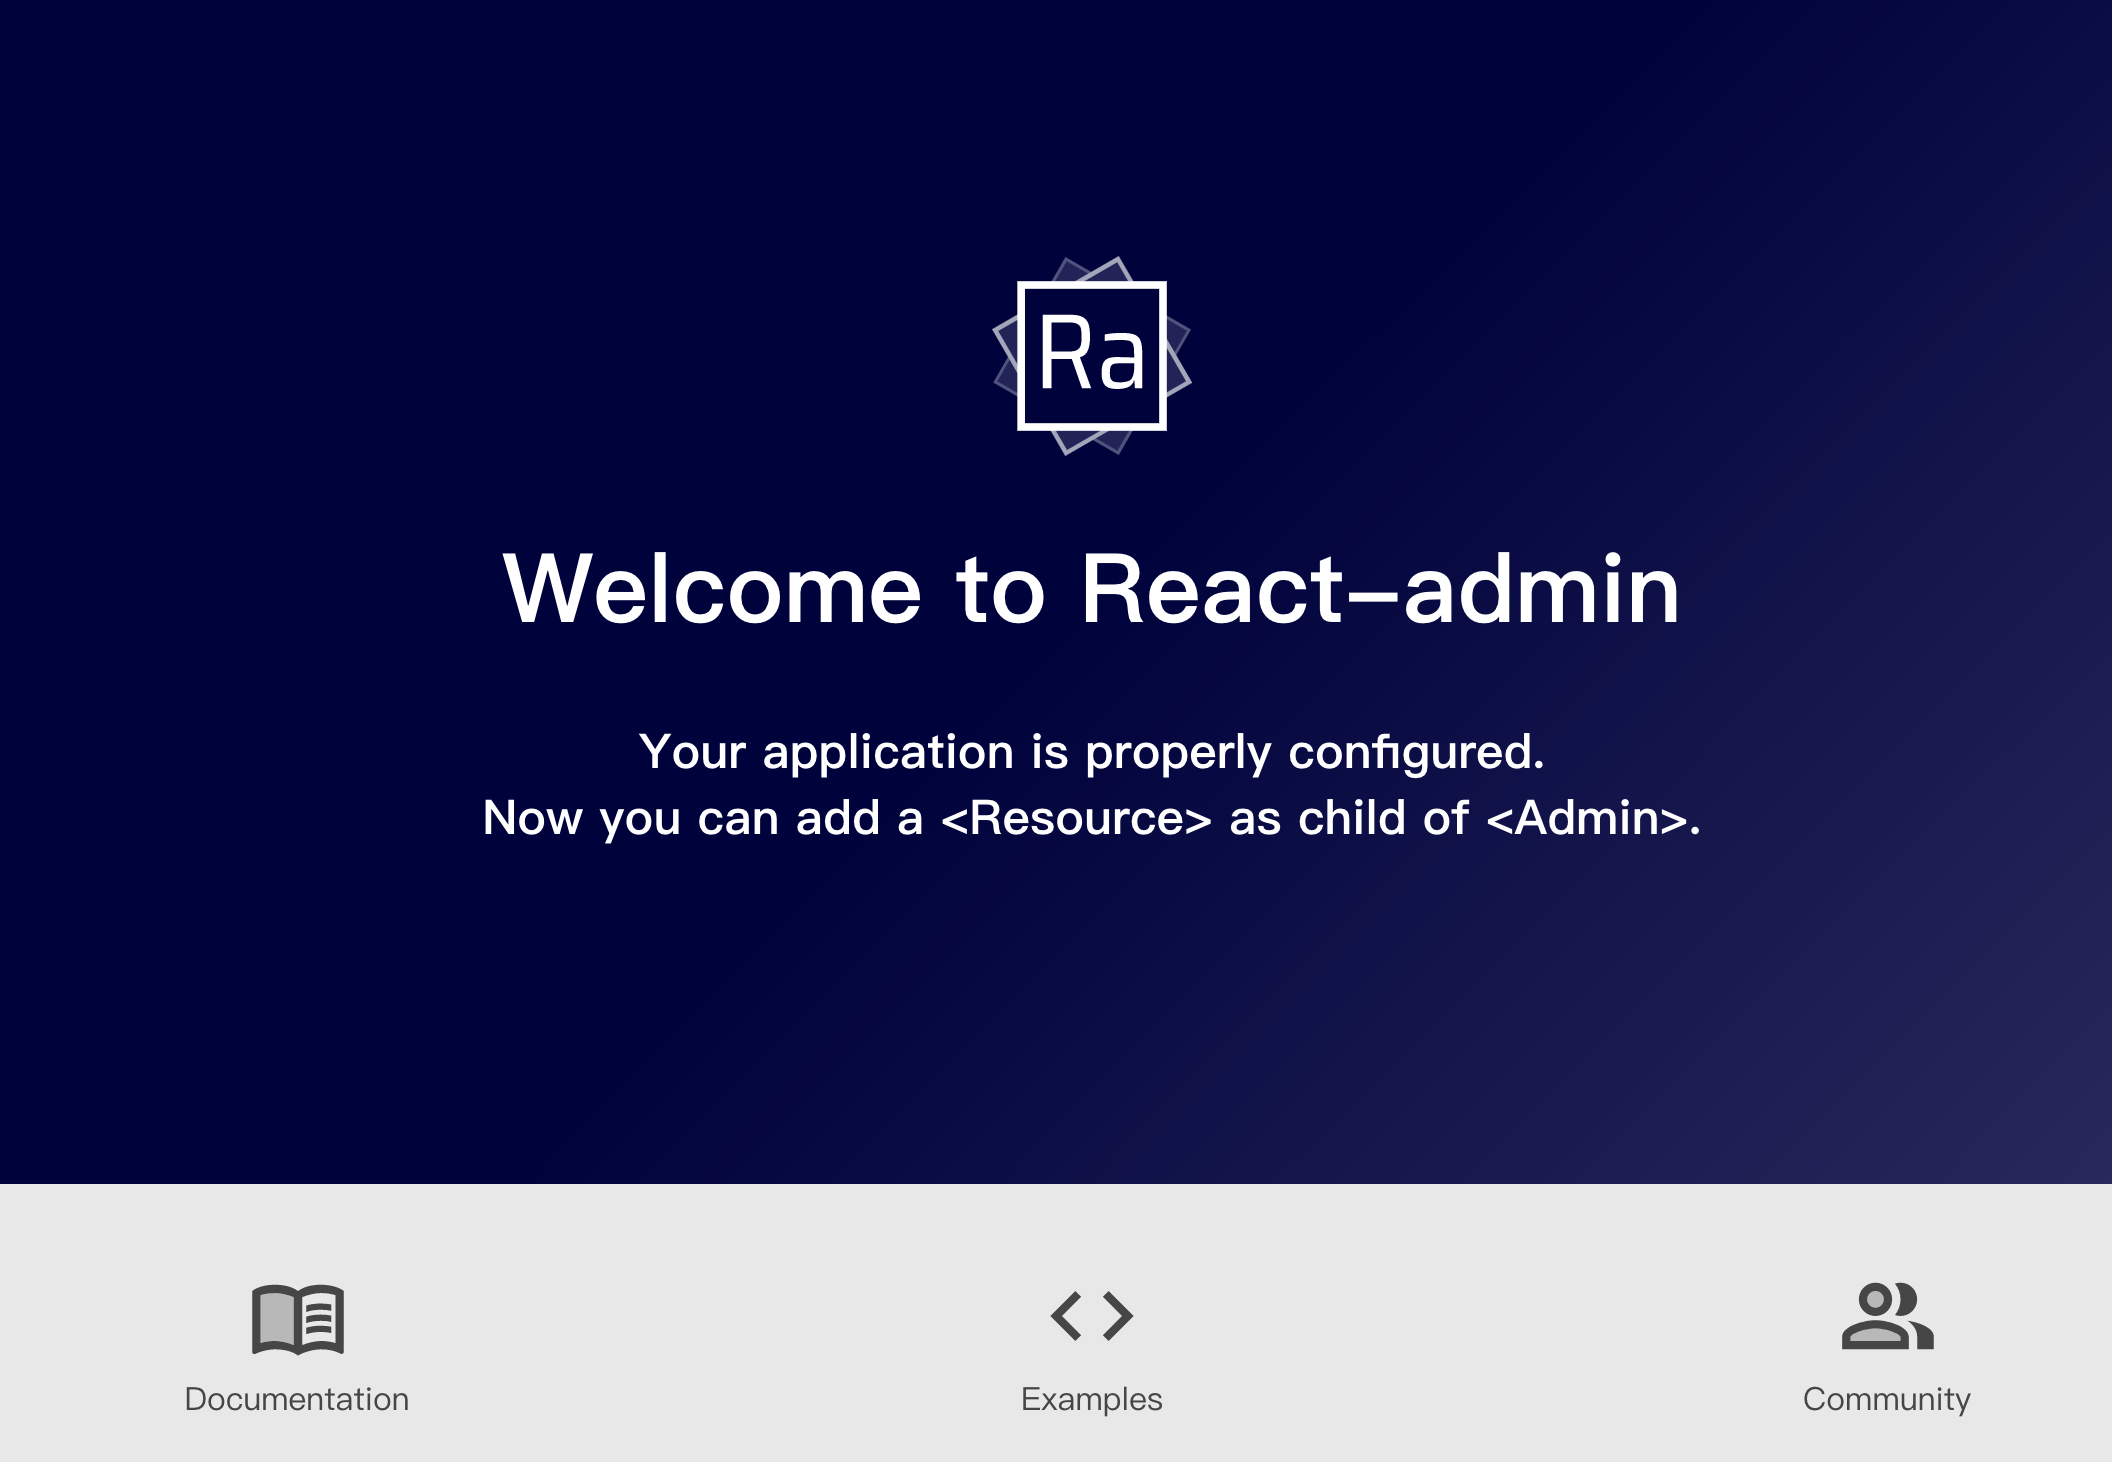 Ra
Welcome to React-admin
Your application is properly configured.
Now you can add a <Resource> as child of <Admin>.
Documentation
Examples
Community